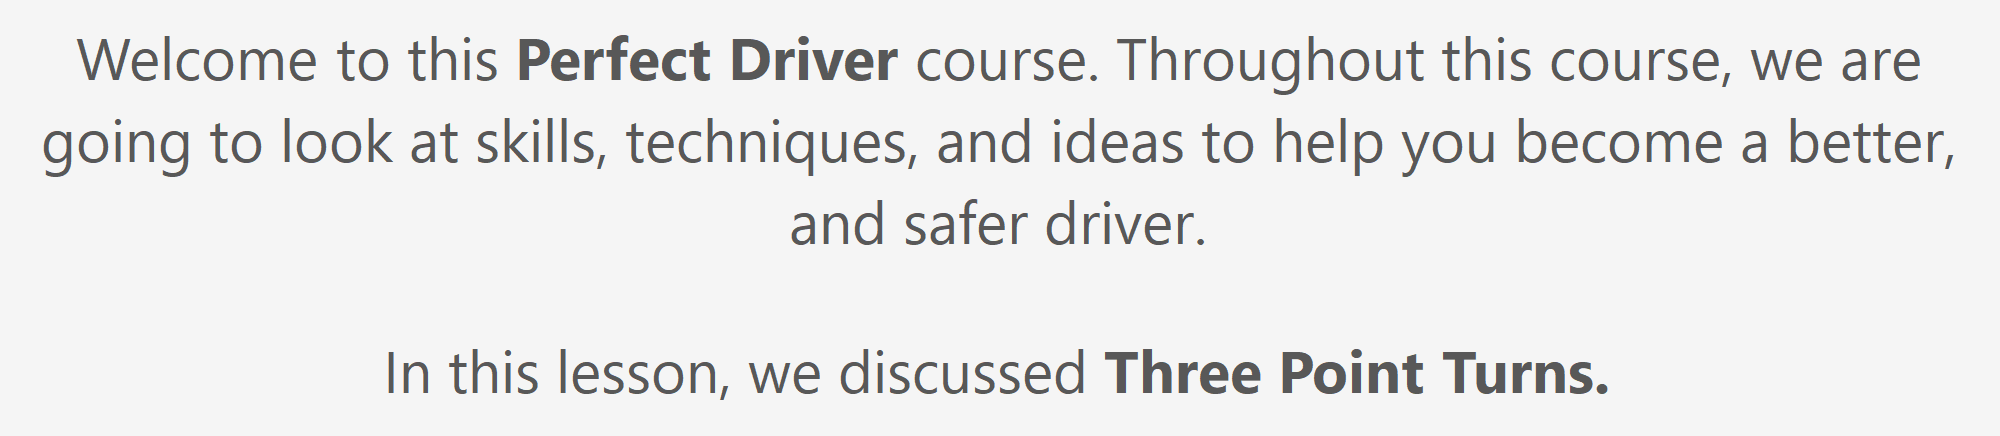 Welcome to this Perfect Driver course. Throughout this course, we are
going to look at skills, techniques, and ideas to help you become a better,
and safer driver.
In this lesson, we discussed Three Point Turns.